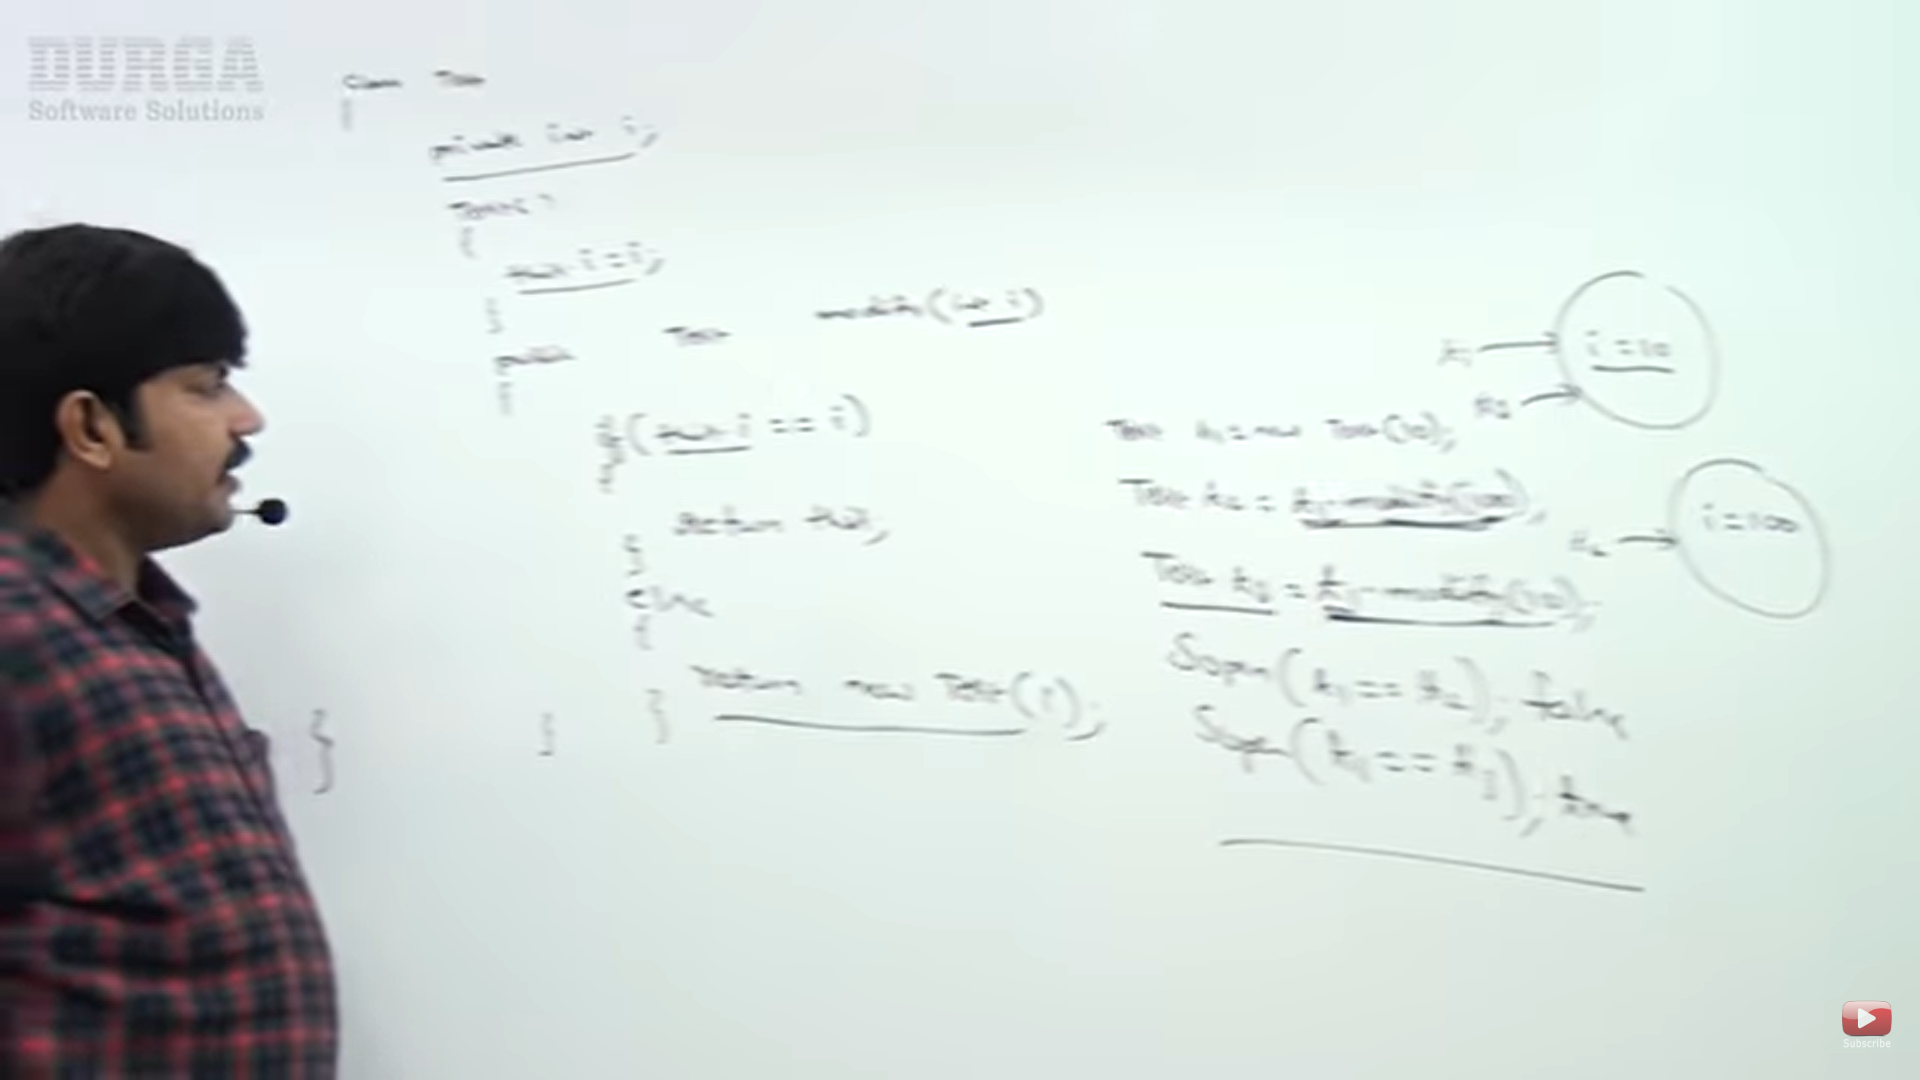 DURGA
Software Solutions
Class Test
{
private int i;
Test( )
{
this.i=i;
}
public Test modify(int i)
{
if(this.i == i)
{
return this;
}
else
{
return new Test(i);
}
}
}
t1 → i=10
t3 →
Test t1=new Test(10);
Test t2 = t1.modify(100);
t2 → i=100
Test t3 = t1.modify(10);
Sopln(t1== t2); false
Sopln(t1== t3); true
Subscribe